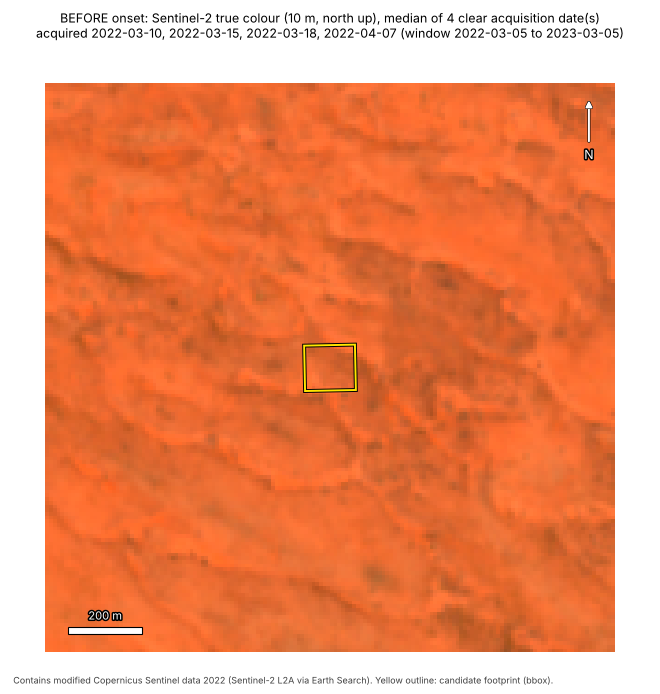 BEFORE onset: Sentinel-2 true colour (10 m, north up), median of 4 clear acquisition date(s)
acquired 2022-03-10, 2022-03-15, 2022-03-18, 2022-04-07 (window 2022-03-05 to 2023-03-05)
N
200 m
Contains modified Copernicus Sentinel data 2022 (Sentinel-2 L2A via Earth Search). Yellow outline: candidate footprint (bbox).